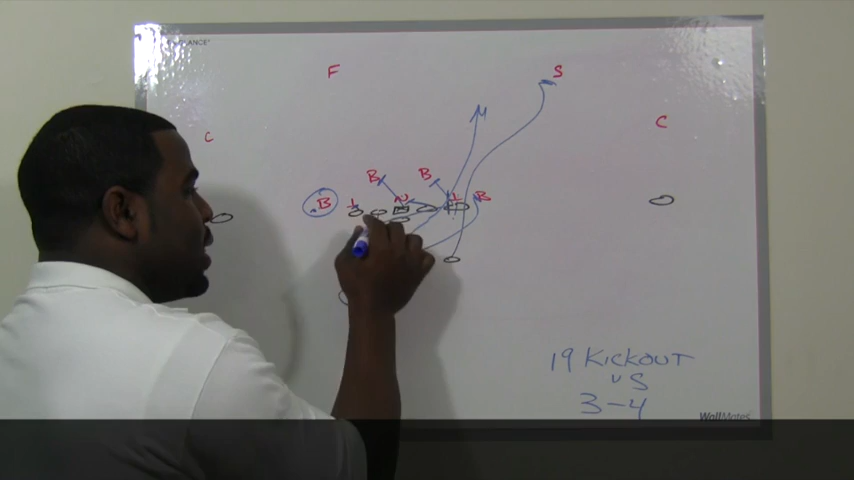 F S
C C
B B
B L L B
19 KICKOUT
VS
3-4
WallMates